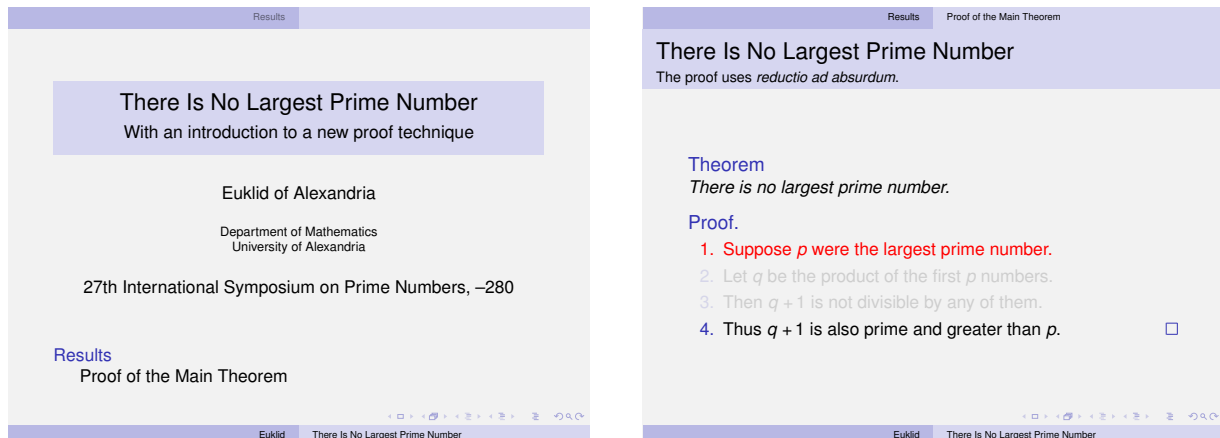 Results
There Is No Largest Prime Number
With an introduction to a new proof technique
Euklid of Alexandria
Department of Mathematics
University of Alexandria
27th International Symposium on Prime Numbers, –280
Results
Proof of the Main Theorem
Euklid There Is No Largest Prime Number
Results Proof of the Main Theorem
There Is No Largest Prime Number
The proof uses reductio ad absurdum.
Theorem
There is no largest prime number.
Proof.
1. Suppose p were the largest prime number.
2. Let q be the product of the first p numbers.
3. Then q + 1 is not divisible by any of them.
4. Thus q + 1 is also prime and greater than p. □
Euklid There Is No Largest Prime Number